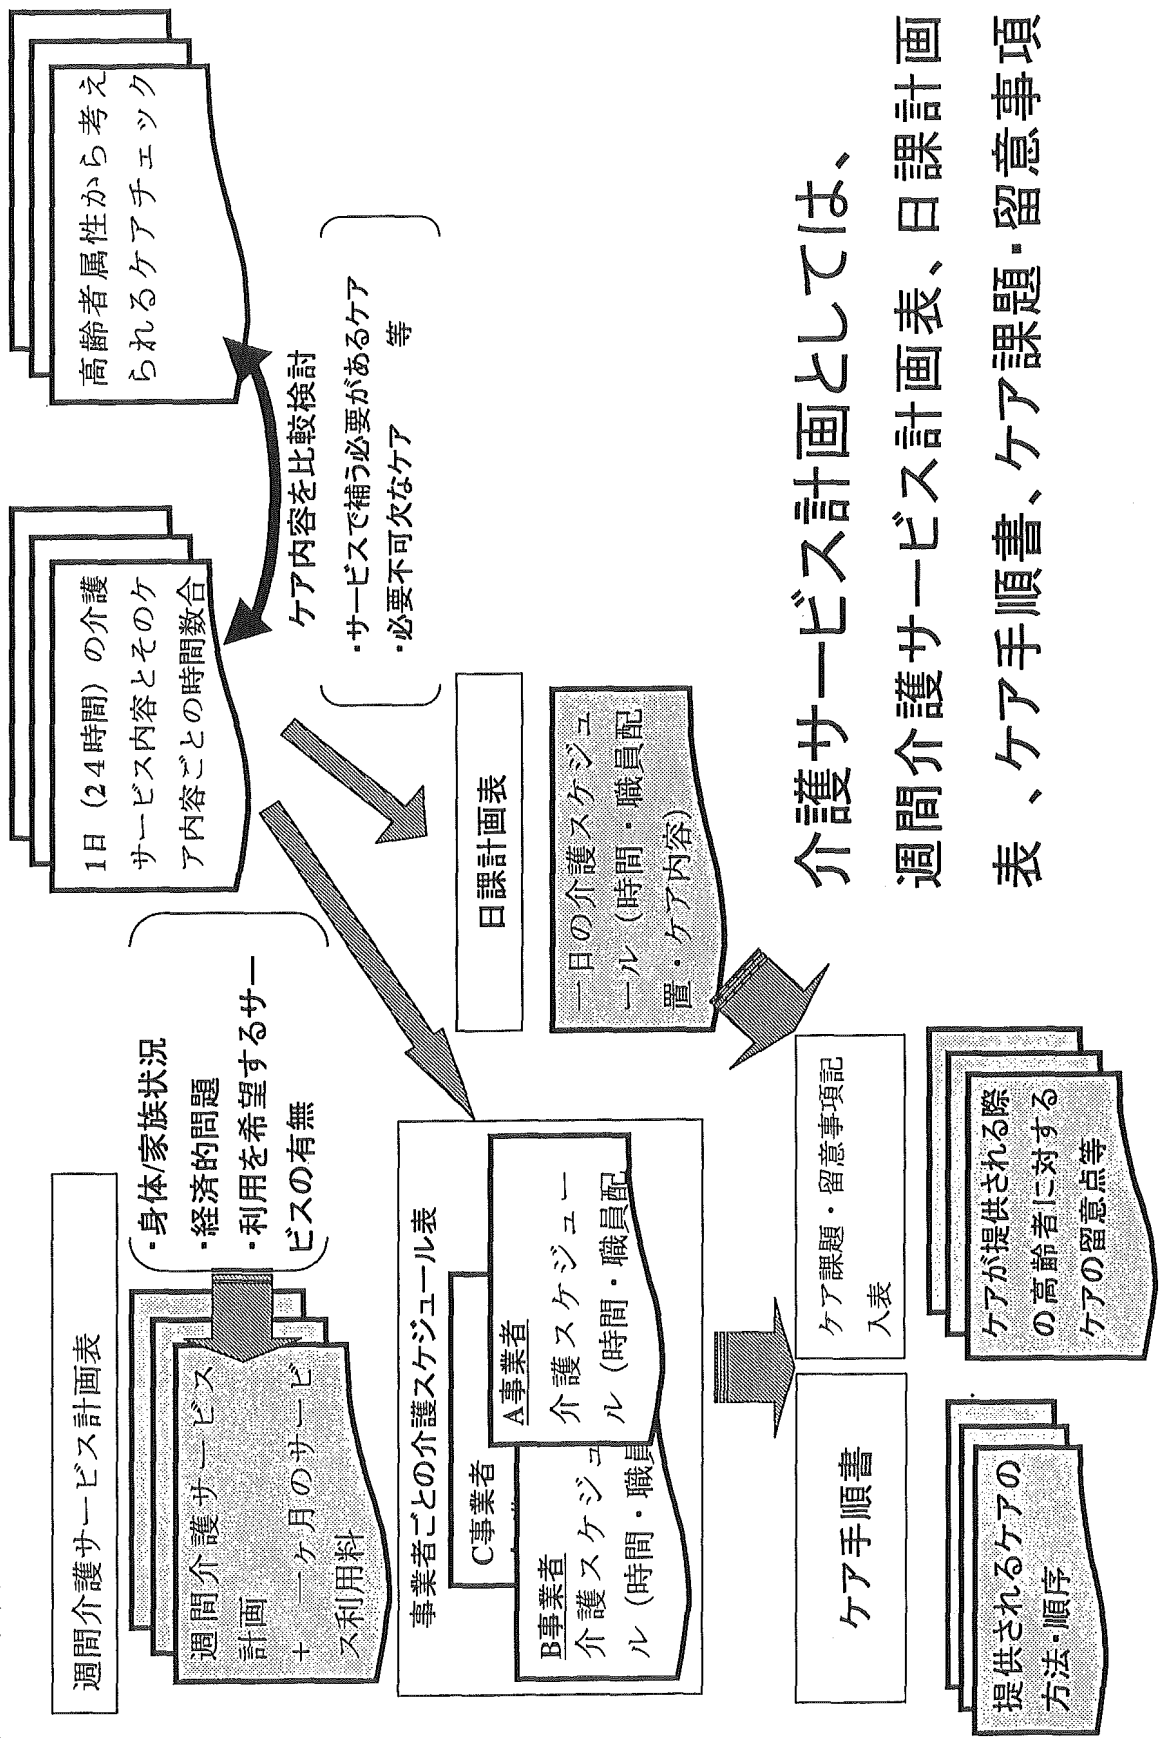 週間介護サービス計画表
・身体/家族状況
・経済的問題
・利用を希望するサー
ビスの有無
週間介護サービス
計画
+ 一ヶ月のサービ
ス利用料
1日（24時間）の介護
サービス内容とそのケ
ア内容ごとの時間数合
高齢者属性から考え
られるケアチェック
ケア内容を比較検討
・サービスで補う必要があるケア
・必要不可欠なケア 等
事業者ごとの介護スケジュール表
C事業者
A事業者
介護スケジュー
ル（時間・職員配
B事業者
介護スケジュ
ル（時間・職員
日課計画表
一日の介護スケジュ
ール（時間・職員配
置・ケア内容）
ケア手順書
提供されるケアの
方法・順序
ケア課題・留意事項記
入表
ケアが提供される際
の高齢者に対する
ケアの留意点等
介護サービス計画としては、
週間介護サービス計画表、日課計画
表、ケア手順書、ケア課題・留意事項